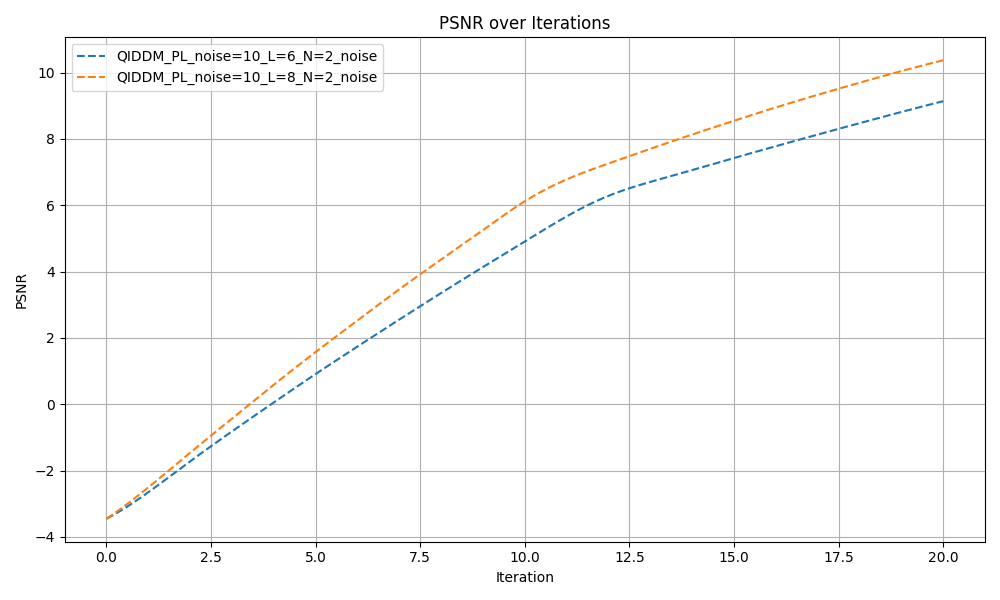 PSNR over Iterations
QIDDM_PL_noise=10_L=6_N=2_noise
QIDDM_PL_noise=10_L=8_N=2_noise
PSNR
10
8
6
4
2
0
−2
−4
0.0 2.5 5.0 7.5 10.0 12.5 15.0 17.5 20.0
Iteration